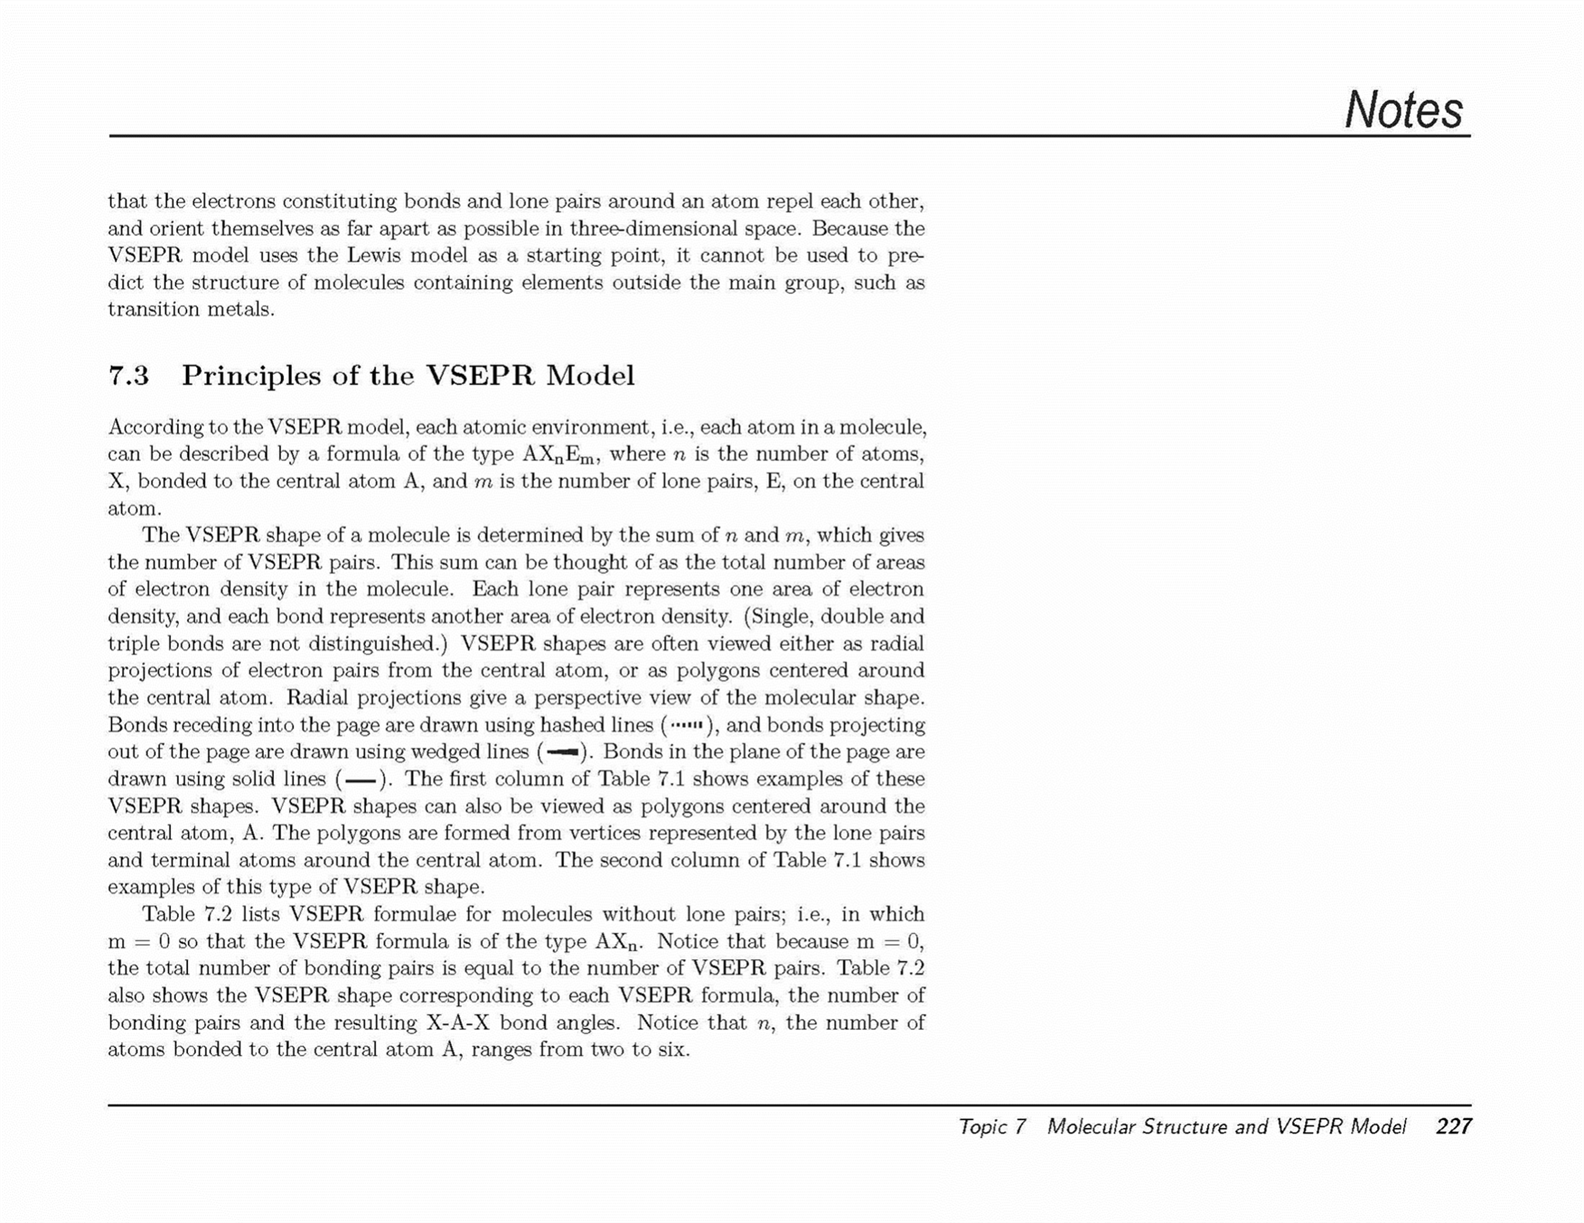 Notes
that the electrons constituting bonds and lone pairs around an atom repel each other,
and orient themselves as far apart as possible in three-dimensional space. Because the
VSEPR model uses the Lewis model as a starting point, it cannot be used to pre-
dict the structure of molecules containing elements outside the main group, such as
transition metals.
7.3 Principles of the VSEPR Model
According to the VSEPR model, each atomic environment, i.e., each atom in a molecule,
can be described by a formula of the type AXₙEₘ, where n is the number of atoms,
X, bonded to the central atom A, and m is the number of lone pairs, E, on the central
atom.
The VSEPR shape of a molecule is determined by the sum of n and m, which gives
the number of VSEPR pairs. This sum can be thought of as the total number of areas
of electron density in the molecule. Each lone pair represents one area of electron
density, and each bond represents another area of electron density. (Single, double and
triple bonds are not distinguished.) VSEPR shapes are often viewed either as radial
projections of electron pairs from the central atom, or as polygons centered around
the central atom. Radial projections give a perspective view of the molecular shape.
Bonds receding into the page are drawn using hashed lines ( ), and bonds projecting
out of the page are drawn using wedged lines ( ). Bonds in the plane of the page are
drawn using solid lines (—). The first column of Table 7.1 shows examples of these
VSEPR shapes. VSEPR shapes can also be viewed as polygons centered around the
central atom, A. The polygons are formed from vertices represented by the lone pairs
and terminal atoms around the central atom. The second column of Table 7.1 shows
examples of this type of VSEPR shape.
Table 7.2 lists VSEPR formulae for molecules without lone pairs; i.e., in which
m = 0 so that the VSEPR formula is of the type AXₙ. Notice that because m = 0,
the total number of bonding pairs is equal to the number of VSEPR pairs. Table 7.2
also shows the VSEPR shape corresponding to each VSEPR formula, the number of
bonding pairs and the resulting X-A-X bond angles. Notice that n, the number of
atoms bonded to the central atom A, ranges from two to six.
Topic 7 Molecular Structure and VSEPR Model 227